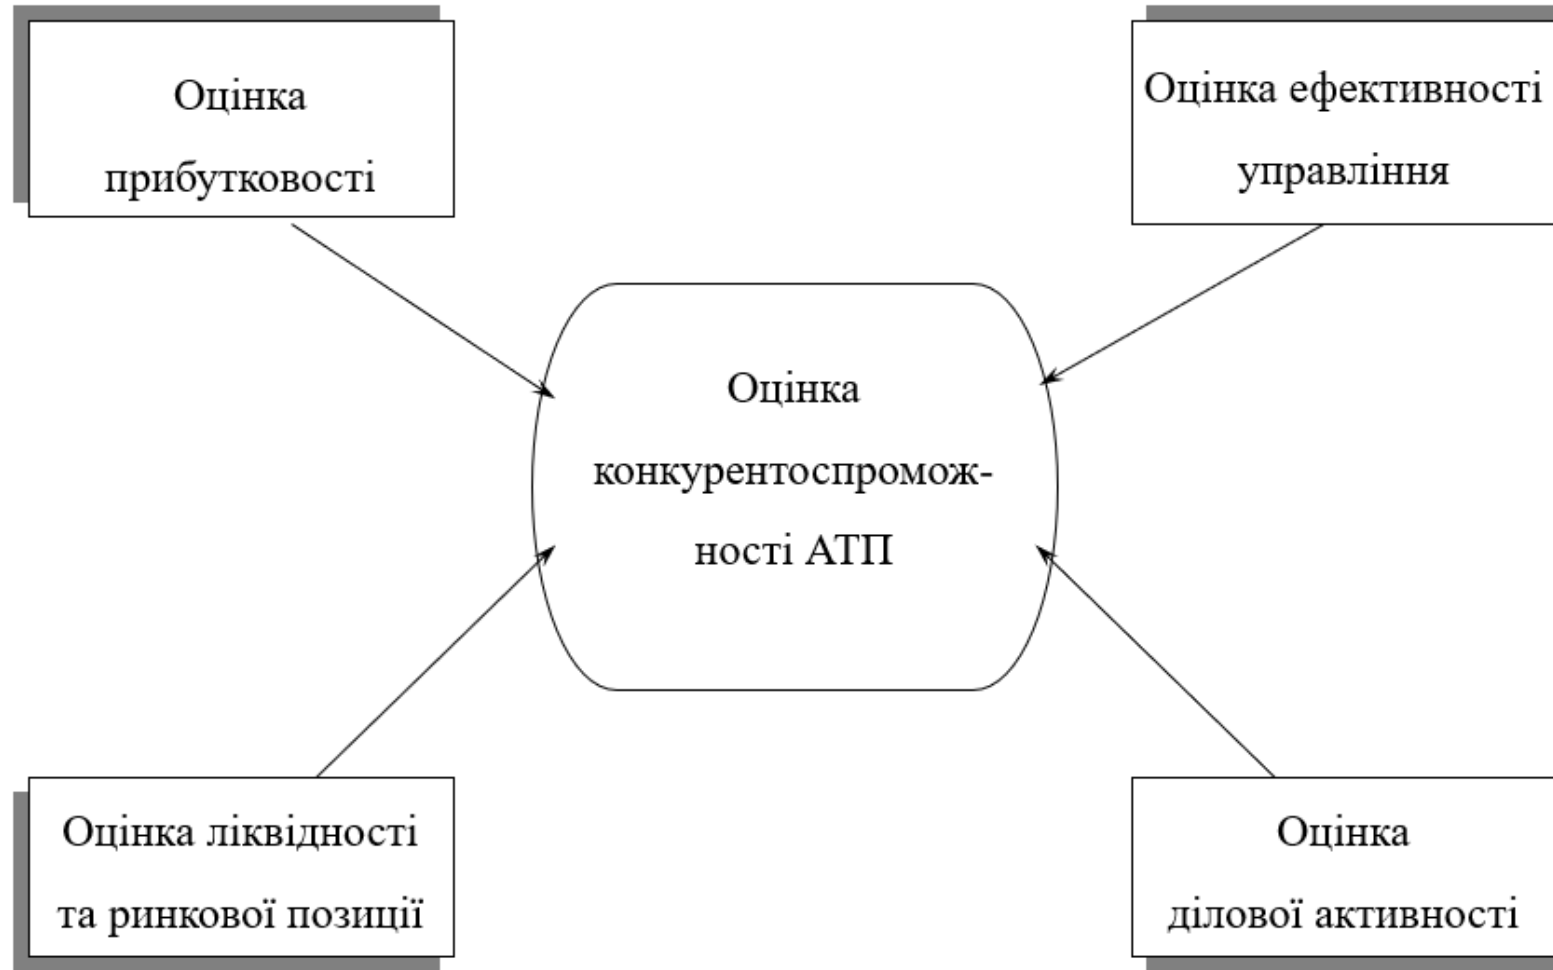 Оцінка
прибутковості
Оцінка ефективності
управління
Оцінка
конкурентоспромож-
ності АТП
Оцінка ліквідності
та ринкової позиції
Оцінка
ділової активності